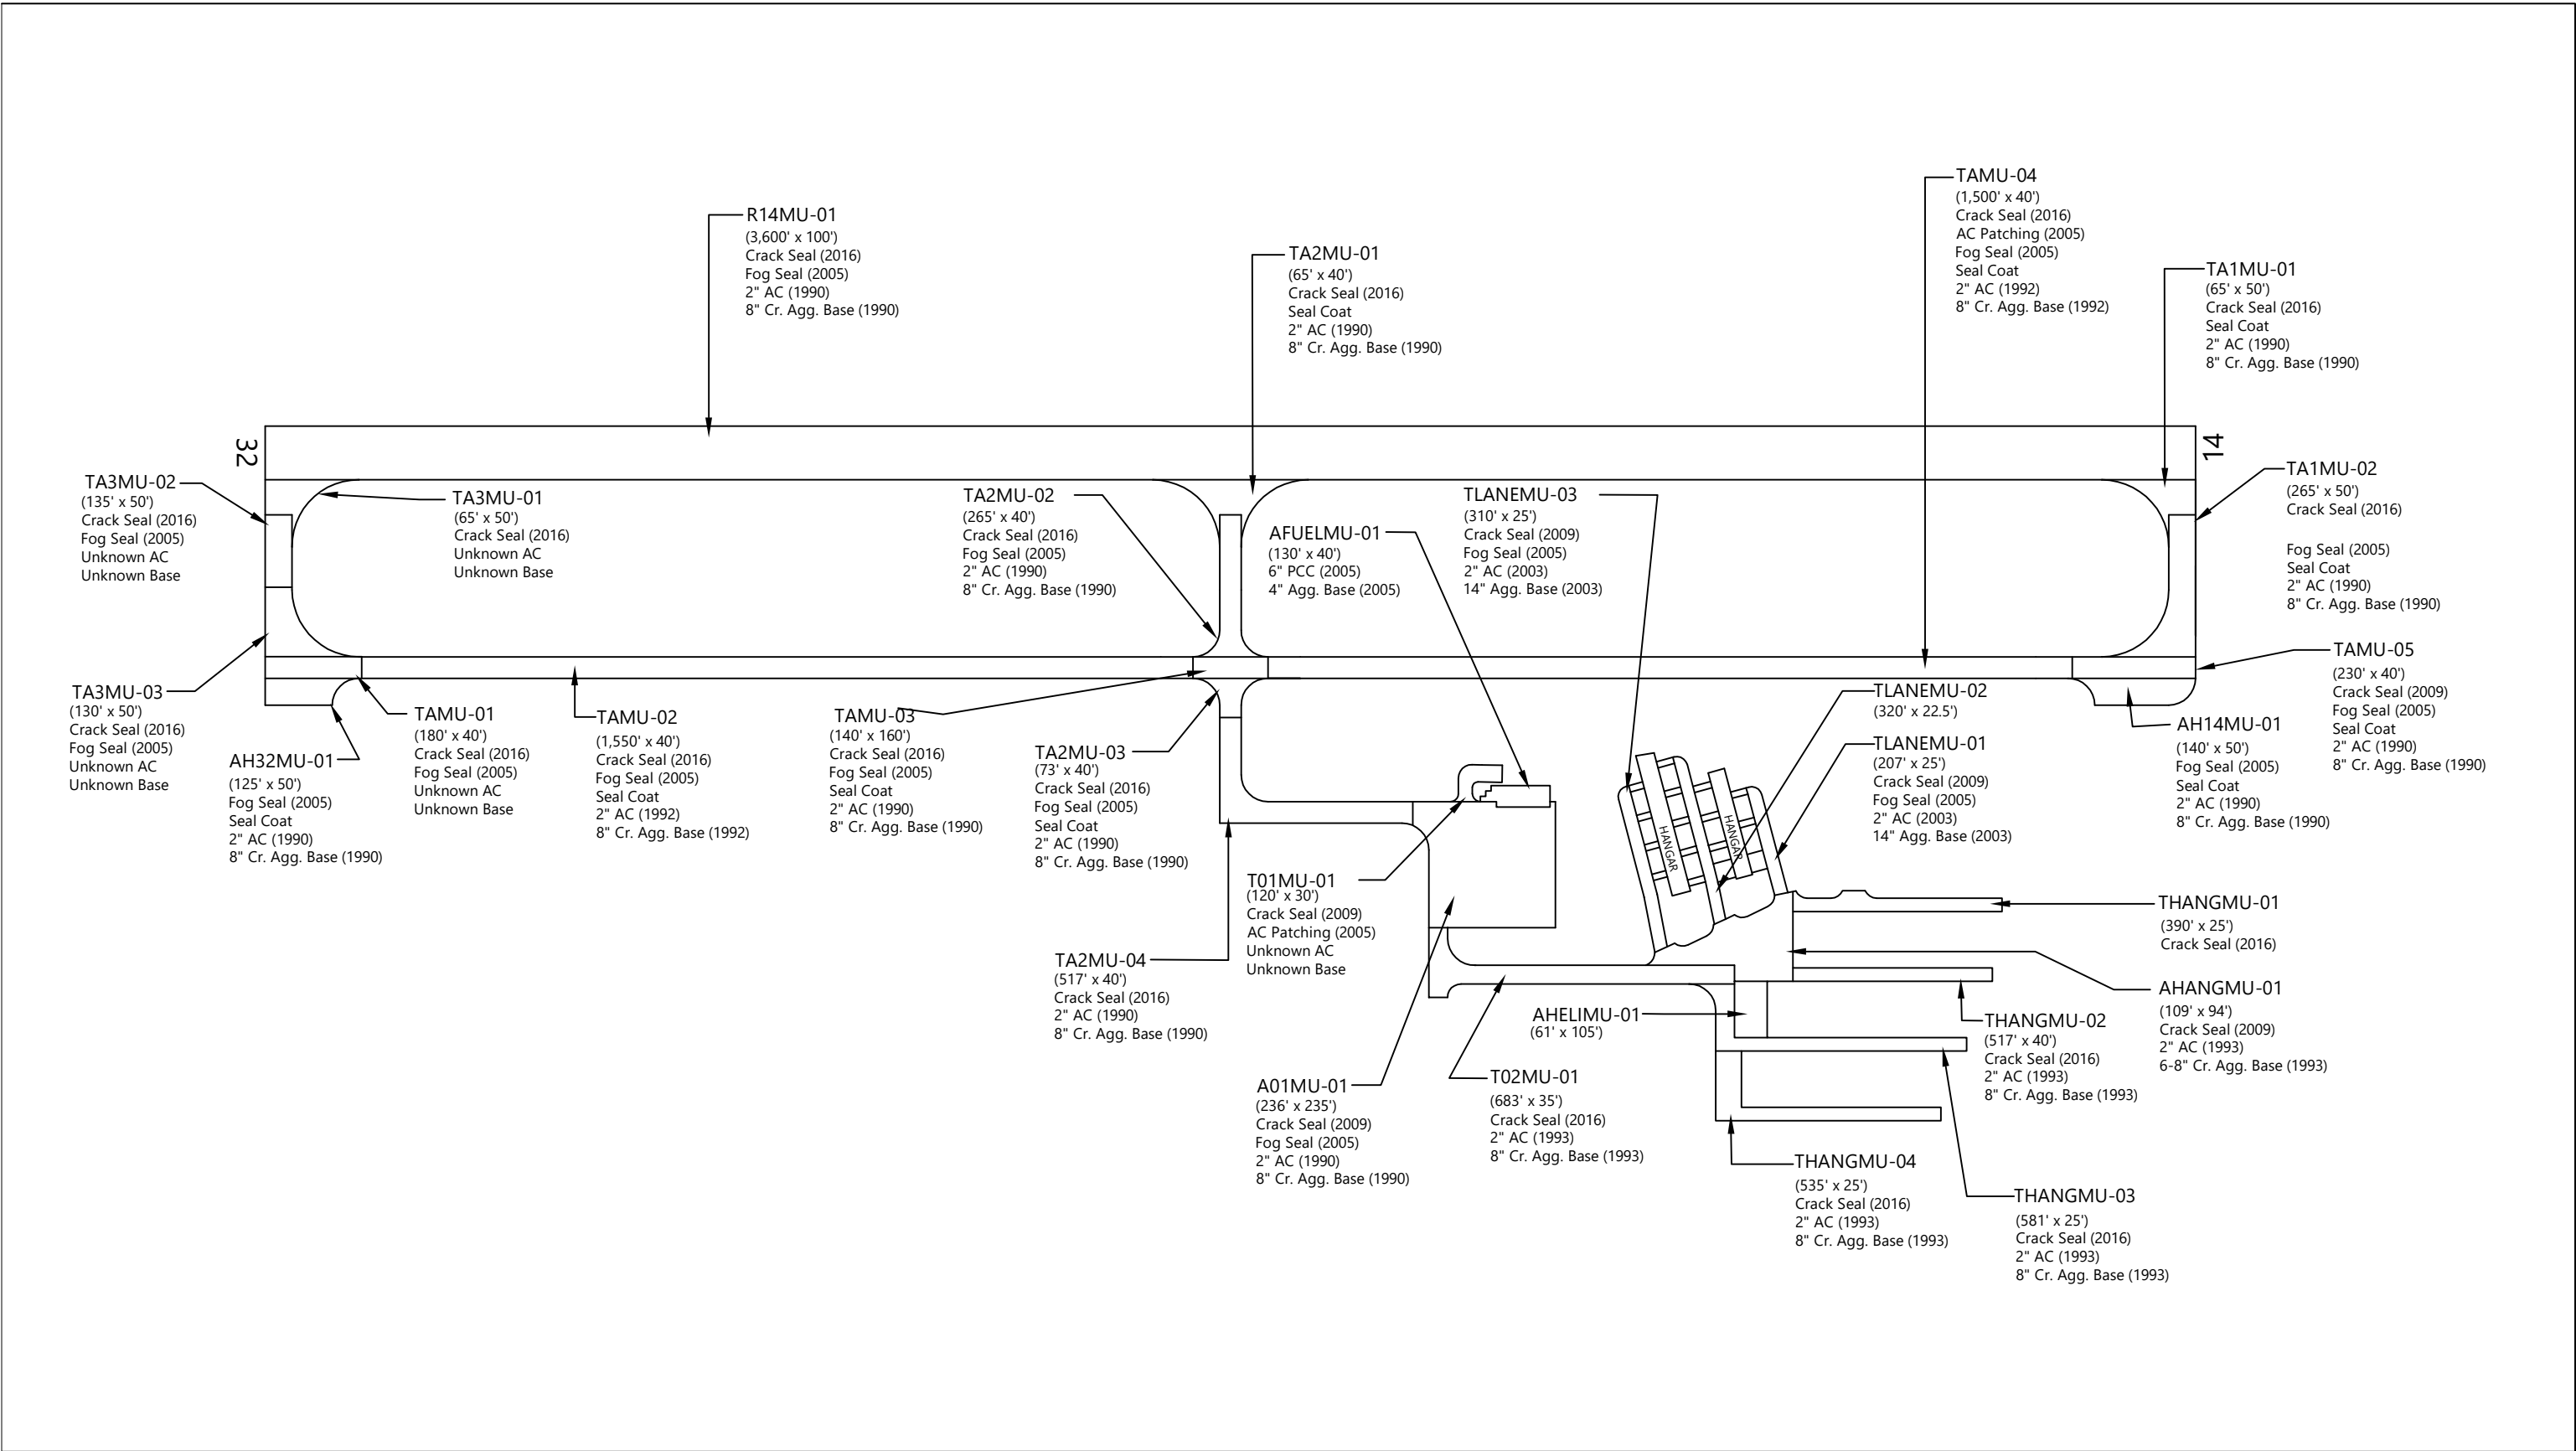 R14MU-01
(3,600' x 100')
Crack Seal (2016)
Fog Seal (2005)
2" AC (1990)
8" Cr. Agg. Base (1990)
TA2MU-01
(65' x 40')
Crack Seal (2016)
Seal Coat
2" AC (1990)
8" Cr. Agg. Base (1990)
TAMU-04
(1,500' x 40')
Crack Seal (2016)
AC Patching (2005)
Fog Seal (2005)
Seal Coat
2" AC (1992)
8" Cr. Agg. Base (1992)
TA1MU-01
(65' x 50')
Crack Seal (2016)
Seal Coat
2" AC (1990)
8" Cr. Agg. Base (1990)
32
14
TA3MU-02
(135' x 50')
Crack Seal (2016)
Fog Seal (2005)
Unknown AC
Unknown Base
TA3MU-01
(65' x 50')
Crack Seal (2016)
Unknown AC
Unknown Base
TA2MU-02
(265' x 40')
Crack Seal (2016)
Fog Seal (2005)
2" AC (1990)
8" Cr. Agg. Base (1990)
AFUELMU-01
(130' x 40')
6" PCC (2005)
4" Agg. Base (2005)
TLANEMU-03
(310' x 25')
Crack Seal (2009)
Fog Seal (2005)
2" AC (2003)
14" Agg. Base (2003)
TA1MU-02
(265' x 50')
Crack Seal (2016)
Fog Seal (2005)
Seal Coat
2" AC (1990)
8" Cr. Agg. Base (1990)
TA3MU-03
(130' x 50')
Crack Seal (2016)
Fog Seal (2005)
Unknown AC
Unknown Base
AH32MU-01
(125' x 50')
Fog Seal (2005)
Seal Coat
2" AC (1990)
8" Cr. Agg. Base (1990)
TAMU-01
(180' x 40')
Crack Seal (2016)
Fog Seal (2005)
Unknown AC
Unknown Base
TAMU-02
(1,550' x 40')
Crack Seal (2016)
Fog Seal (2005)
Seal Coat
2" AC (1992)
8" Cr. Agg. Base (1992)
TAMU-03
(140' x 160')
Crack Seal (2016)
Fog Seal (2005)
Seal Coat
2" AC (1990)
8" Cr. Agg. Base (1990)
TA2MU-03
(73' x 40')
Crack Seal (2016)
Fog Seal (2005)
Seal Coat
2" AC (1990)
8" Cr. Agg. Base (1990)
TLANEMU-02
(320' x 22.5')
TLANEMU-01
(207' x 25')
Crack Seal (2009)
Fog Seal (2005)
2" AC (2003)
14" Agg. Base (2003)
TAMU-05
(230' x 40')
Crack Seal (2009)
Fog Seal (2005)
Seal Coat
2" AC (1990)
8" Cr. Agg. Base (1990)
AH14MU-01
(140' x 50')
Fog Seal (2005)
Seal Coat
2" AC (1990)
8" Cr. Agg. Base (1990)
HANGAR
HANGAR
T01MU-01
(120' x 30')
Crack Seal (2009)
AC Patching (2005)
Unknown AC
Unknown Base
TA2MU-04
(517' x 40')
Crack Seal (2016)
2" AC (1990)
8" Cr. Agg. Base (1990)
THANGMU-01
(390' x 25')
Crack Seal (2016)
AHANGMU-01
(109' x 94')
Crack Seal (2009)
2" AC (1993)
6-8" Cr. Agg. Base (1993)
AHELIMU-01
(61' x 105')
THANGMU-02
(517' x 40')
Crack Seal (2016)
2" AC (1993)
8" Cr. Agg. Base (1993)
A01MU-01
(236' x 235')
Crack Seal (2009)
Fog Seal (2005)
2" AC (1990)
8" Cr. Agg. Base (1990)
T02MU-01
(683' x 35')
Crack Seal (2016)
2" AC (1993)
8" Cr. Agg. Base (1993)
THANGMU-04
(535' x 25')
Crack Seal (2016)
2" AC (1993)
8" Cr. Agg. Base (1993)
THANGMU-03
(581' x 25')
Crack Seal (2016)
2" AC (1993)
8" Cr. Agg. Base (1993)